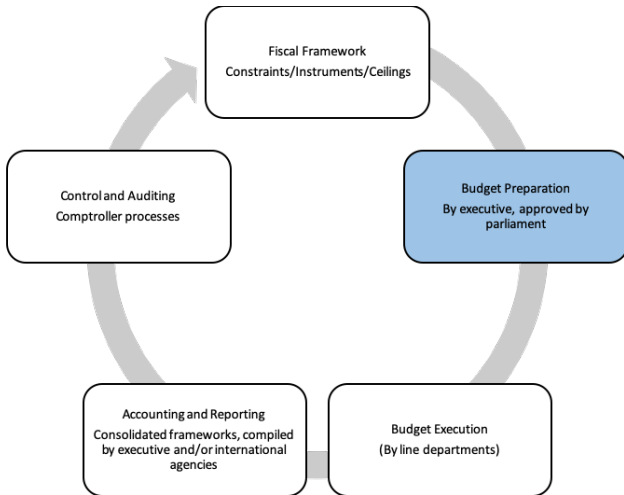 Fiscal Framework
Constraints/Instruments/Ceilings
Budget Preparation
By executive, approved by
parliament
Budget Execution
(By line departments)
Accounting and Reporting
Consolidated frameworks, compiled
by executive and/or international
agencies
Control and Auditing
Comptroller processes